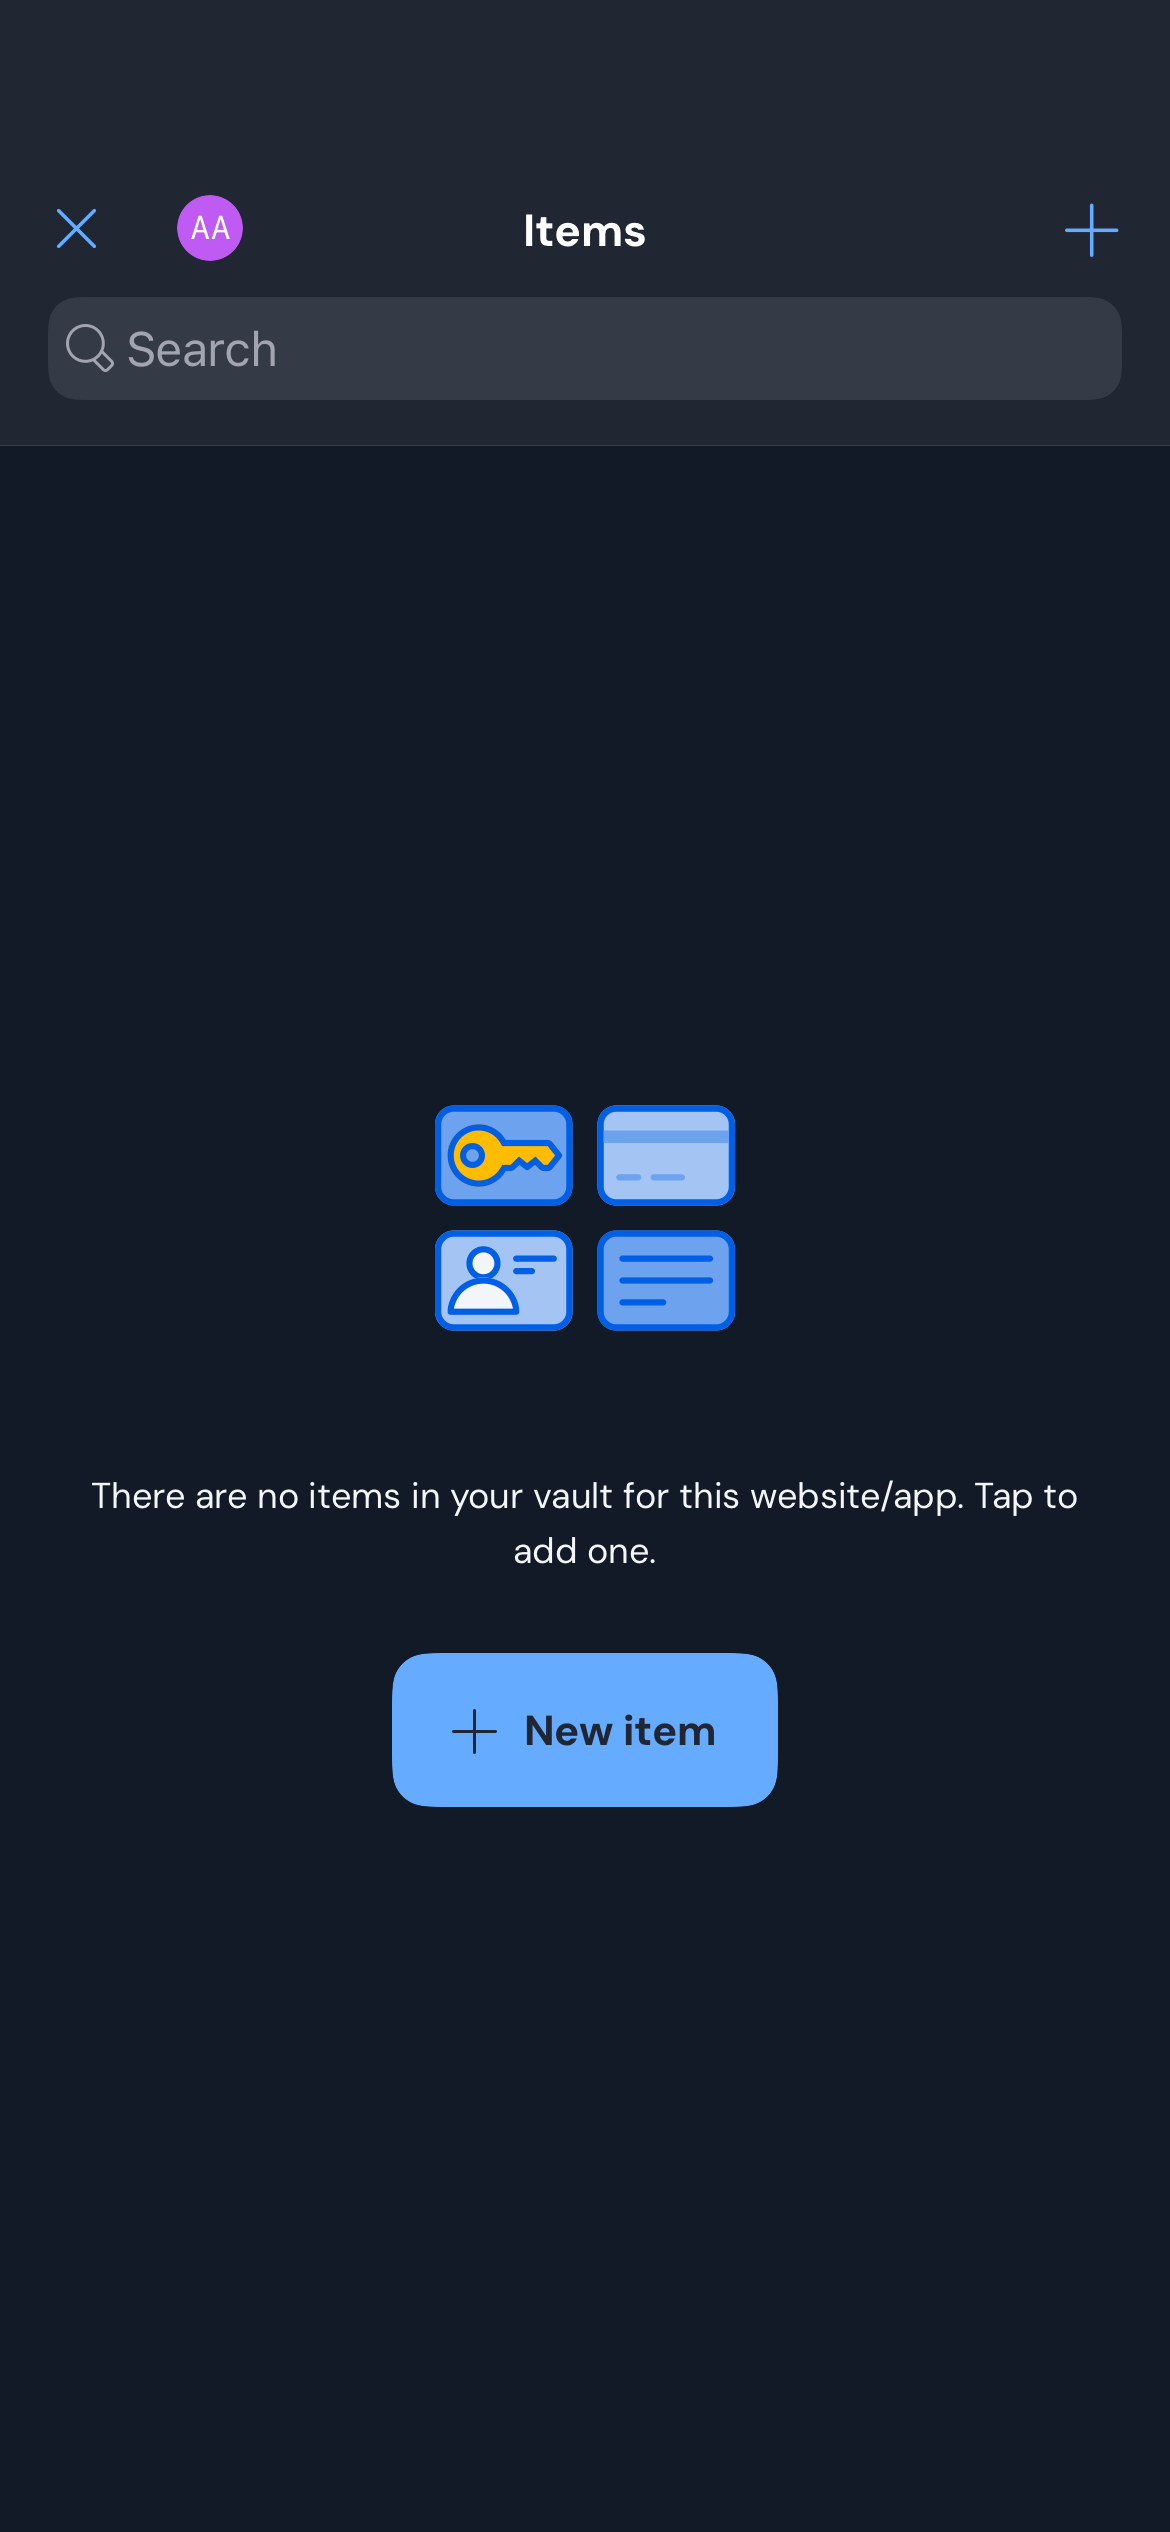 AA
Items
Search
There are no items in your vault for this website/app. Tap to
add one.
New item